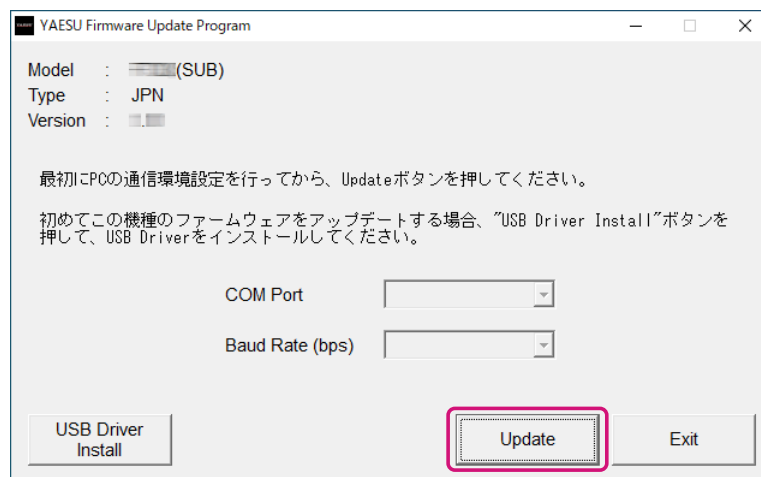 YAESU Firmware Update Program
Model : (SUB)
Type : JPN
Version :
最初にPCの通信環境設定を行ってから、Updateボタンを押してください。
初めてこの機種のファームウェアをアップデートする場合、"USB Driver Install"ボタンを
押して、USB Driverをインストールしてください。
COM Port
Baud Rate (bps)
USB Driver
Install
Update
Exit